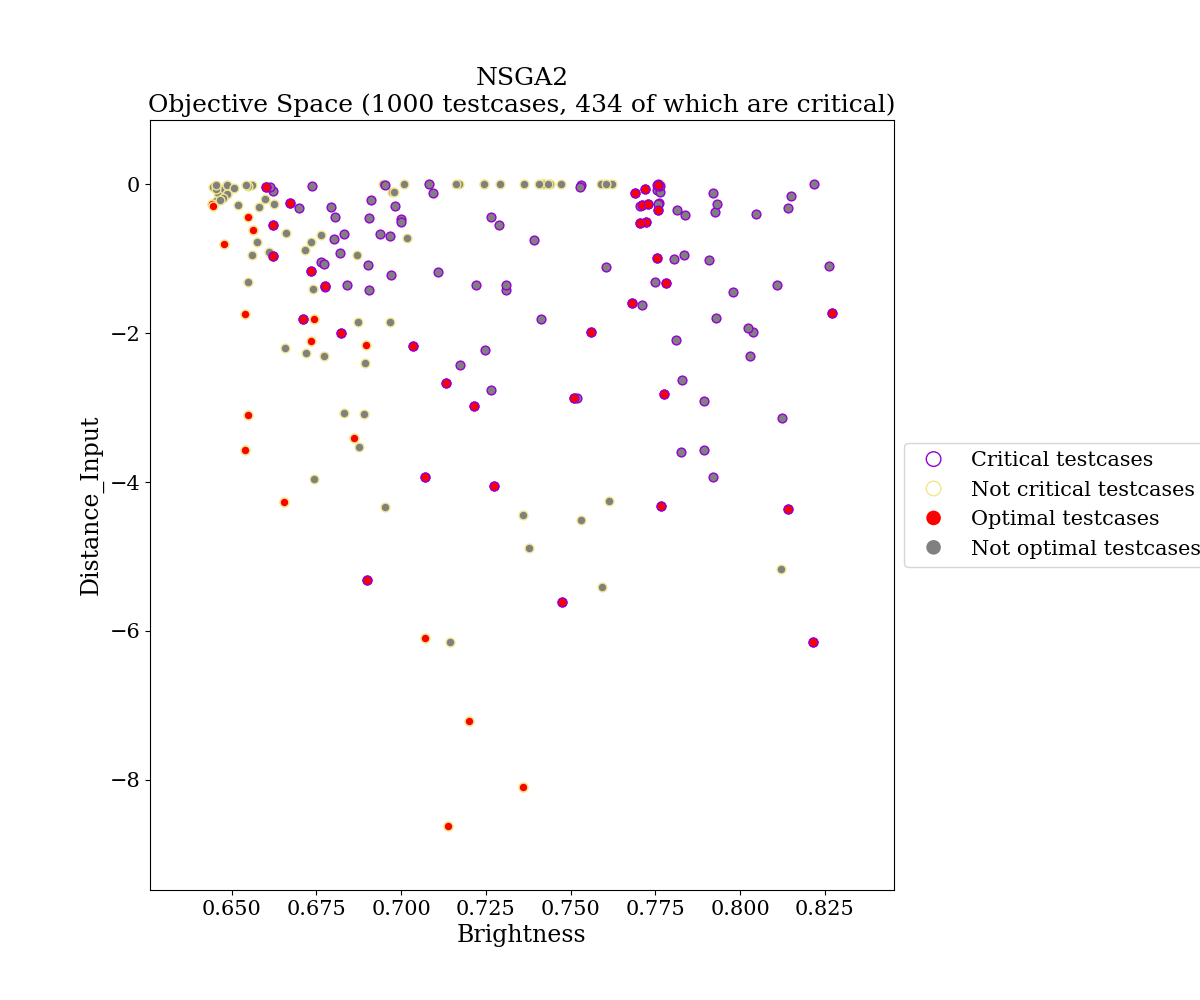 NSGA2
Objective Space (1000 testcases, 434 of which are critical)
0
−2
−4
−6
−8
Distance_Input
0.650 0.675 0.700 0.725 0.750 0.775 0.800 0.825
Brightness
Critical testcases
Not critical testcases
Optimal testcases
Not optimal testcases